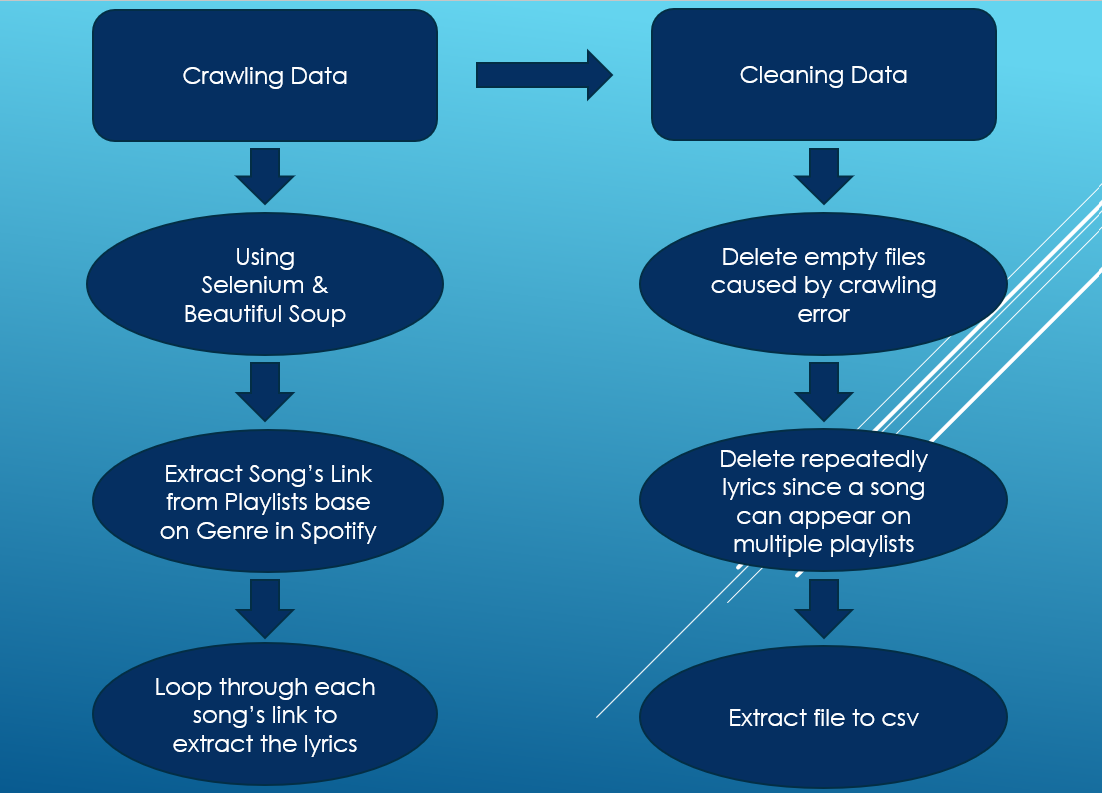 Crawling Data
Using
Selenium &
Beautiful Soup
Extract Song's Link
from Playlists base
on Genre in Spotify
Loop through each
song's link to
extract the lyrics
Cleaning Data
Delete empty files
caused by crawling
error
Delete repeatedly
lyrics since a song
can appear on
multiple playlists
Extract file to csv